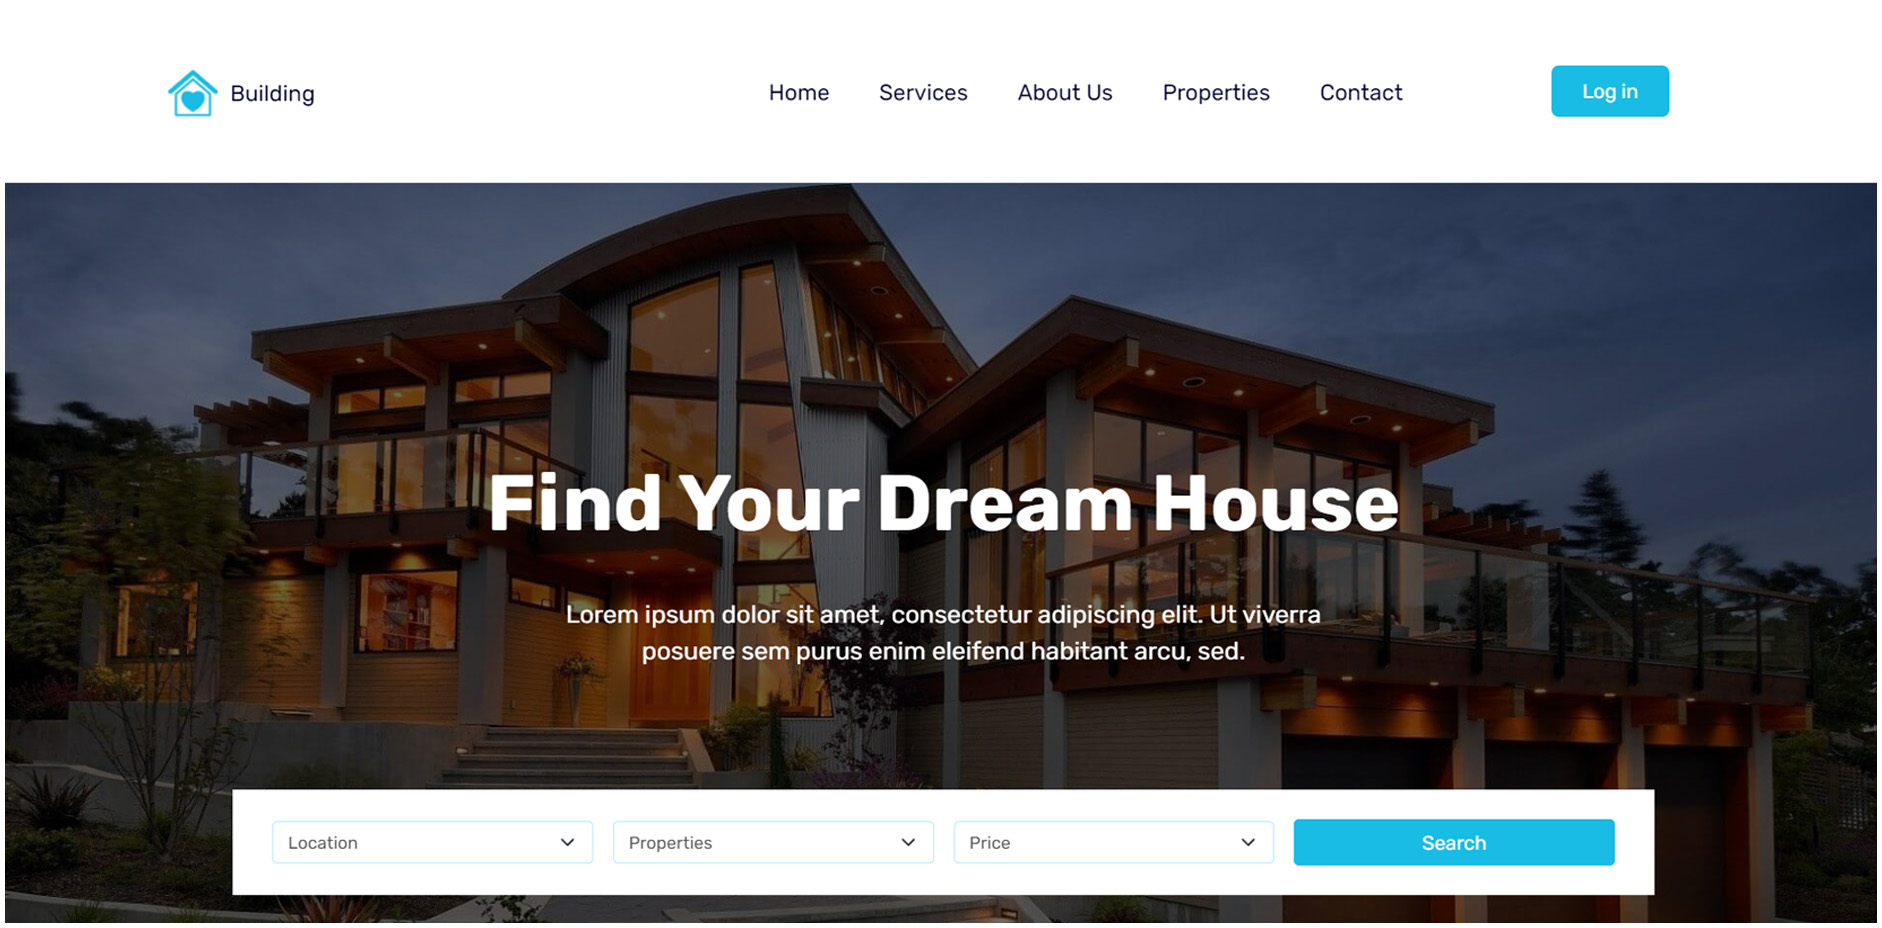 Building
Home
Services
About Us
Properties
Contact
Log in
Find Your Dream House
Lorem ipsum dolor sit amet, consectetur adipiscing elit. Ut viverra
posuere sem purus enim eleifend habitant arcu, sed.
Location
Properties
Price
Search